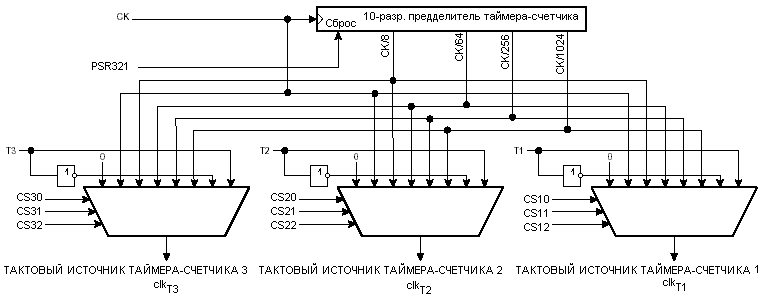 CK
10-разр. предделитель таймера-счетчика
Сброс
CK/8
CK/64
CK/256
CK/1024
PSR321
T3
1
0
T2
1
0
T1
1
0
CS30
CS31
CS32
CS20
CS21
CS22
CS10
CS11
CS12
ТАКТОВЫЙ ИСТОЧНИК ТАЙМЕРА-СЧЕТЧИКА 3
clkT3
ТАКТОВЫЙ ИСТОЧНИК ТАЙМЕРА-СЧЕТЧИКА 2
clkT2
ТАКТОВЫЙ ИСТОЧНИК ТАЙМЕРА-СЧЕТЧИКА 1
clkT1